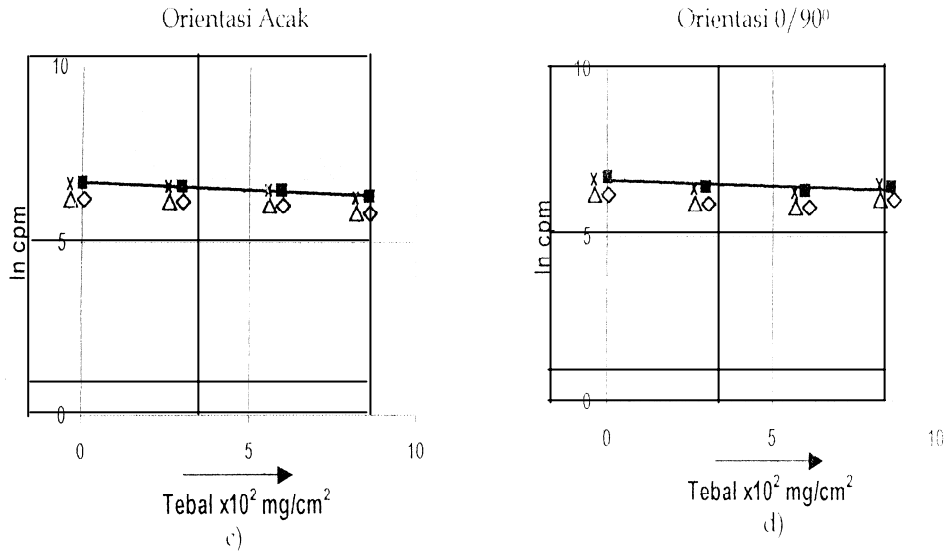 Orientasi Acak
10
5
0
ln cpm
0 5 10
Tebal x10² mg/cm²
c)
Orientasi 0/90⁰
10
5
0
ln cpm
0 5 10
Tebal x10² mg/cm²
d)